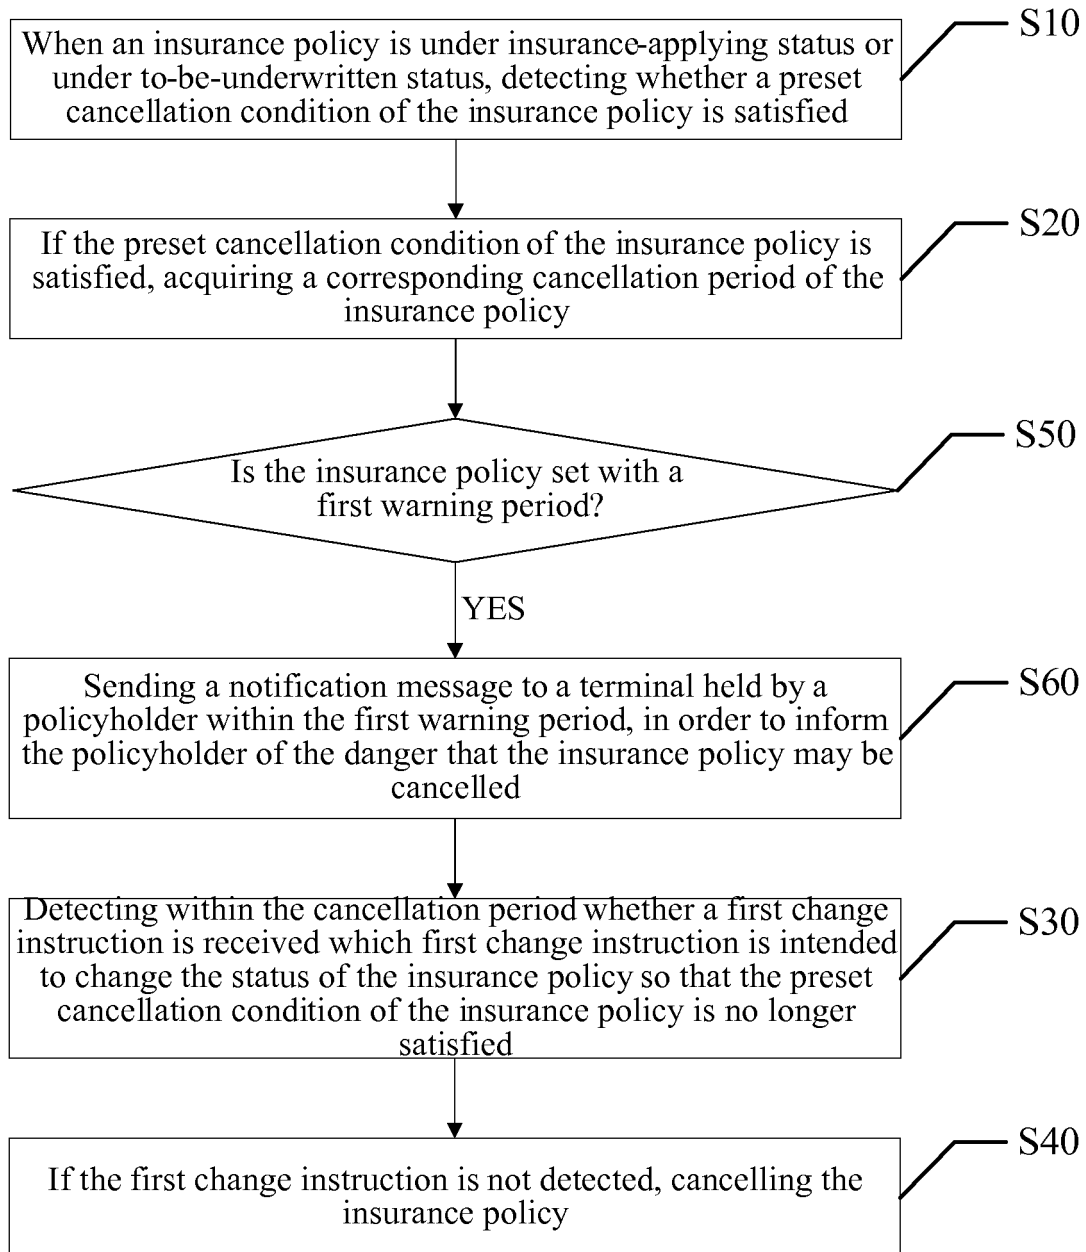 S10
When an insurance policy is under insurance-applying status or
under to-be-underwritten status, detecting whether a preset
cancellation condition of the insurance policy is satisfied
S20
If the preset cancellation condition of the insurance policy is
satisfied, acquiring a corresponding cancellation period of the
insurance policy
S50
Is the insurance policy set with a
first warning period?
YES
S60
Sending a notification message to a terminal held by a
policyholder within the first warning period, in order to inform
the policyholder of the danger that the insurance policy may be
cancelled
S30
Detecting within the cancellation period whether a first change
instruction is received which first change instruction is intended
to change the status of the insurance policy so that the preset
cancellation condition of the insurance policy is no longer
satisfied
S40
If the first change instruction is not detected, cancelling the
insurance policy